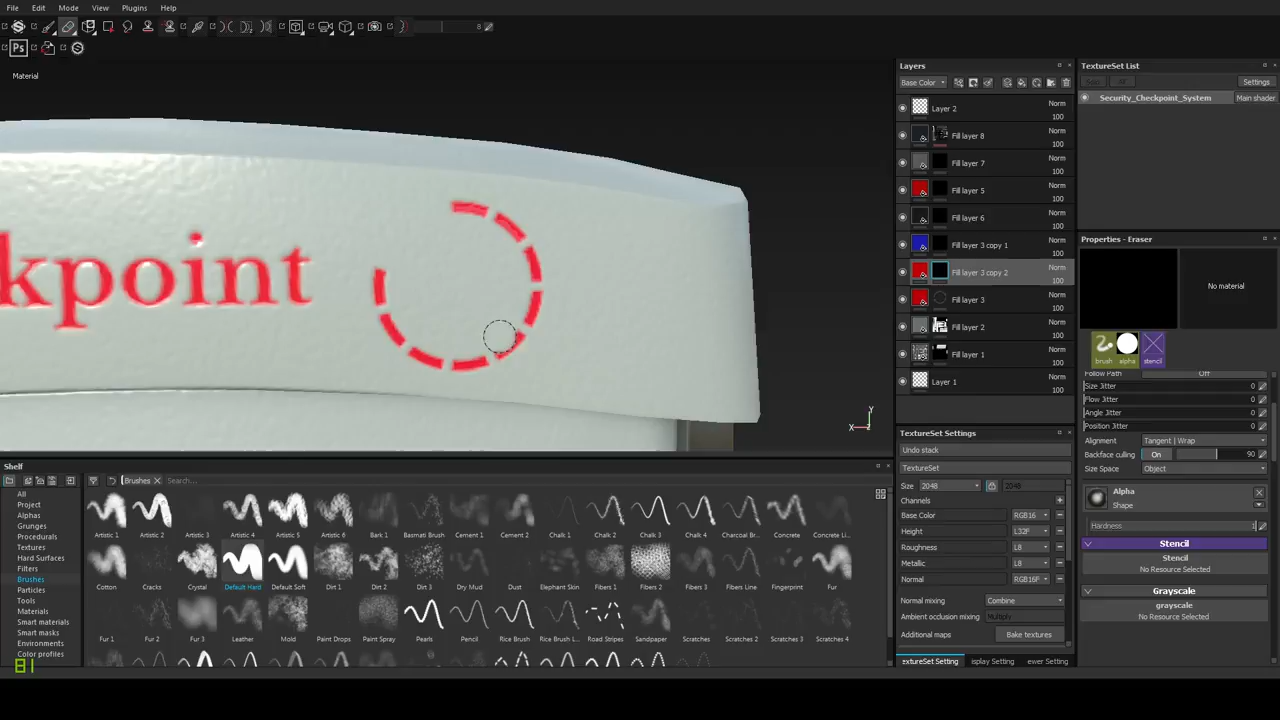 File Edit Mode View Plugins Help
8
Ps
Material
kpoint
Y
X
Layers
Base Color
Layer 2 Norm 100
Fill layer 8 Norm 100
Fill layer 7 Norm 100
Fill layer 5 Norm 100
Fill layer 6 Norm 100
Fill layer 3 copy 1 Norm 100
Fill layer 3 copy 2 Norm 100
Fill layer 3 Norm 100
Fill layer 2 Norm 100
Fill layer 1 Norm 100
Layer 1 Norm 100
TextureSet Settings
Undo stack
TextureSet
Size 2048 2048
Channels
Base Color RGB16
Height L32F
Roughness L8
Metallic L8
Normal RGB16F
Normal mixing Combine
Ambient occlusion mixing Multiply
Additional maps Bake textures
extureSet Setting isplay Setting ewer Setting
TextureSet List
Settings
Security_Checkpoint_System Main shader
Properties - Eraser
No material
brush alpha stencil
Follow Path Off
Size Jitter 0
Flow Jitter 0
Angle Jitter 0
Position Jitter 0
Alignment Tangent | Wrap
Backface culling On 90
Size Space Object
Alpha
Shape
Hardness 1
Stencil
Stencil
No Resource Selected
Grayscale
grayscale
No Resource Selected
Shelf
Brushes Search...
All
Project
Alphas
Grunges
Procedurals
Textures
Hard Surfaces
Filters
Brushes
Particles
Tools
Materials
Smart materials
Smart masks
Environments
Color profiles
Artistic 1 Artistic 2 Artistic 4 Artistic 5 Artistic 6 Bark 1 Basmati Brush Cement 1 Cement 2 Chalk 1 Chalk 2 Chalk 3 Chalk 4 Charcoal Br... Concrete Concrete Li...
Cotton Cracks Crystal Default Hard Default Soft Dirt 1 Dirt 2 Dirt 3 Dry Mud Dust Elephant Skin Fibers 1 Fibers 2 Fibers 3 Fibers Line Fingerprint Fur
Fur 1 Fur 2 Fur 3 Leather Mold Paint Drops Paint Spray Pearls Pencil Rice Brush Rice Brush L... Road Stripes Sandpaper Scratches Scratches 2 Scratches 3 Scratches 4
81